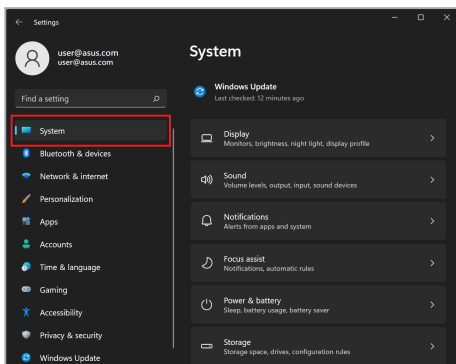 Settings
user@asus.com
user@asus.com
Find a setting
System
Bluetooth & devices
Network & internet
Personalization
Apps
Accounts
Time & language
Gaming
Accessibility
Privacy & security
Windows Update
System
Windows Update
Last checked: 12 minutes ago
Display
Monitors, brightness, night light, display profile
Sound
Volume levels, output, input, sound devices
Notifications
Alerts from apps and system
Focus assist
Notifications, automatic rules
Power & battery
Sleep, battery usage, battery saver
Storage
Storage space, drives, configuration rules